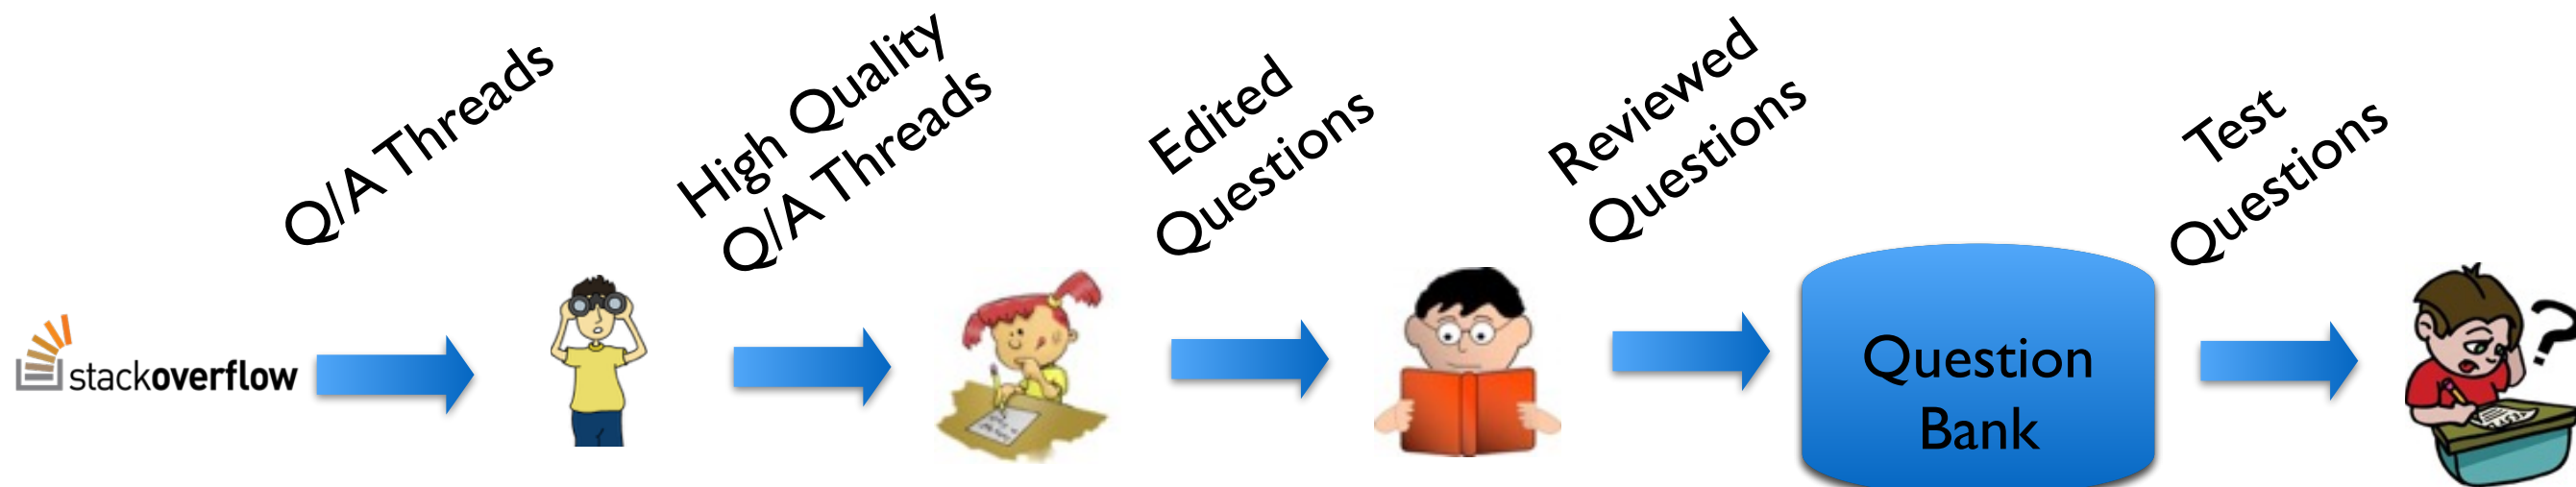 Q/A Threads
High Quality
Q/A Threads
Edited
Questions
Reviewed
Questions
Test
Questions
stackoverflow
Question
Bank
?